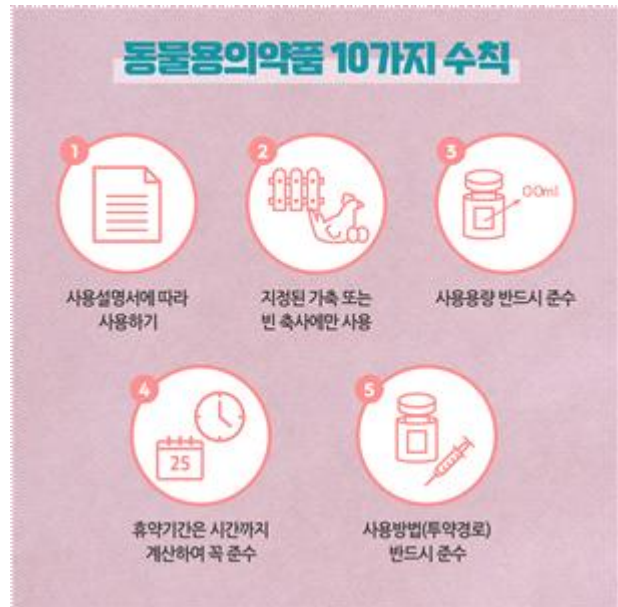 동물용의약품 10가지 수칙
1
2
3
00ml
사용설명서에 따라
사용하기
지정된 가축 또는
빈 축사에만 사용
사용용량 반드시 준수
4
25
5
휴약기간은 시간까지
계산하여 꼭 준수
사용방법(투약경로)
반드시 준수